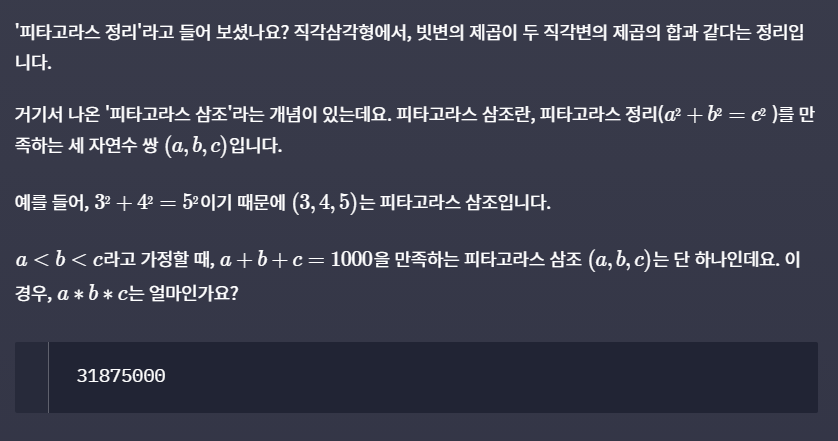 '피타고라스 정리'라고 들어 보셨나요? 직각삼각형에서, 빗변의 제곱이 두 직각변의 제곱의 합과 같다는 정리입
니다.
거기서 나온 '피타고라스 삼조'라는 개념이 있는데요. 피타고라스 삼조란, 피타고라스 정리(a² + b² = c² )를 만
족하는 세 자연수 쌍 (a, b, c)입니다.
예를 들어, 3² + 4² = 5²이기 때문에 (3, 4, 5)는 피타고라스 삼조입니다.
a < b < c라고 가정할 때, a + b + c = 1000을 만족하는 피타고라스 삼조 (a, b, c)는 단 하나인데요. 이
경우, a * b * c는 얼마인가요?
31875000